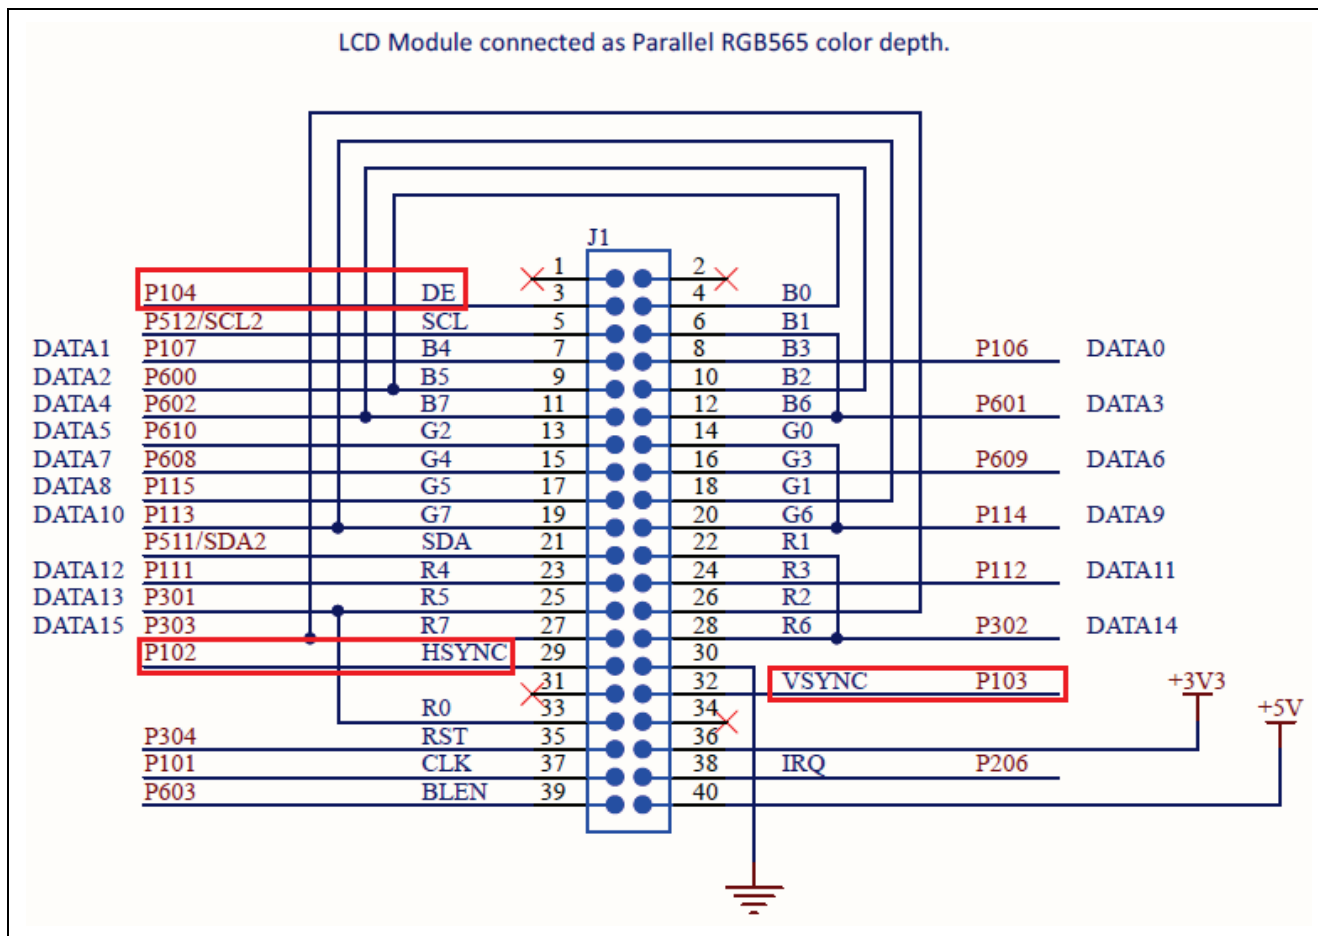 LCD Module connected as Parallel RGB565 color depth.
J1
1 2
P104 DE 3 4 B0
P512/SCL2 SCL 5 6 B1
DATA1 P107 B4 7 8 B3 P106 DATA0
DATA2 P600 B5 9 10 B2
DATA4 P602 B7 11 12 B6 P601 DATA3
DATA5 P610 G2 13 14 G0
DATA7 P608 G4 15 16 G3 P609 DATA6
DATA8 P115 G5 17 18 G1
DATA10 P113 G7 19 20 G6 P114 DATA9
P511/SDA2 SDA 21 22 R1
DATA12 P111 R4 23 24 R3 P112 DATA11
DATA13 P301 R5 25 26 R2
DATA15 P303 R7 27 28 R6 P302 DATA14
P102 HSYNC 29 30
31 32 VSYNC P103 +3V3
R0 33 34 +5V
P304 RST 35 36
P101 CLK 37 38 IRQ P206
P603 BLEN 39 40